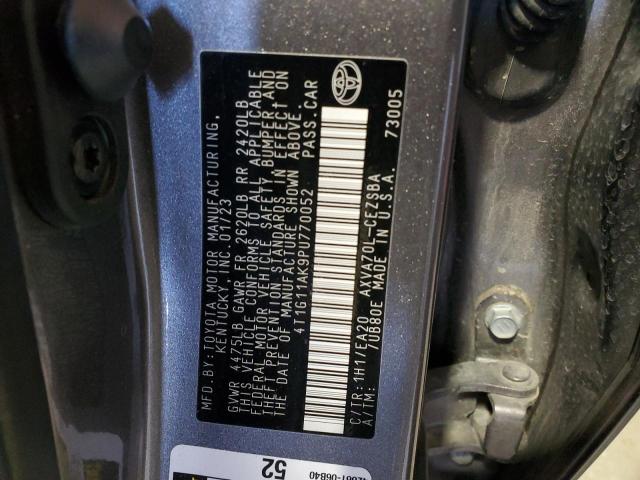 MFD.BY:TOYOTA MOTOR MANUFACTURING,
KENTUCKY, INC.01/23
GVWR 4475LB GAWR FR 2620LB RR 2420LB
THIS VEHICLE CONFORMS TO ALL APPLICABLE
FEDERAL MOTOR VEHICLE SAFETY, BUMPER, AND
THEFT PREVENTION STANDARDS IN EFFECT ON
THE DATE OF MANUFACTURE SHOWN ABOVE.
4T1G11AK9PU770052 PASS.CAR
C/TR:1H1/EA20 AXVA70L-CEZSBA
A/TM: 70B80E MADE IN U.S.A. 73005
52
06B40